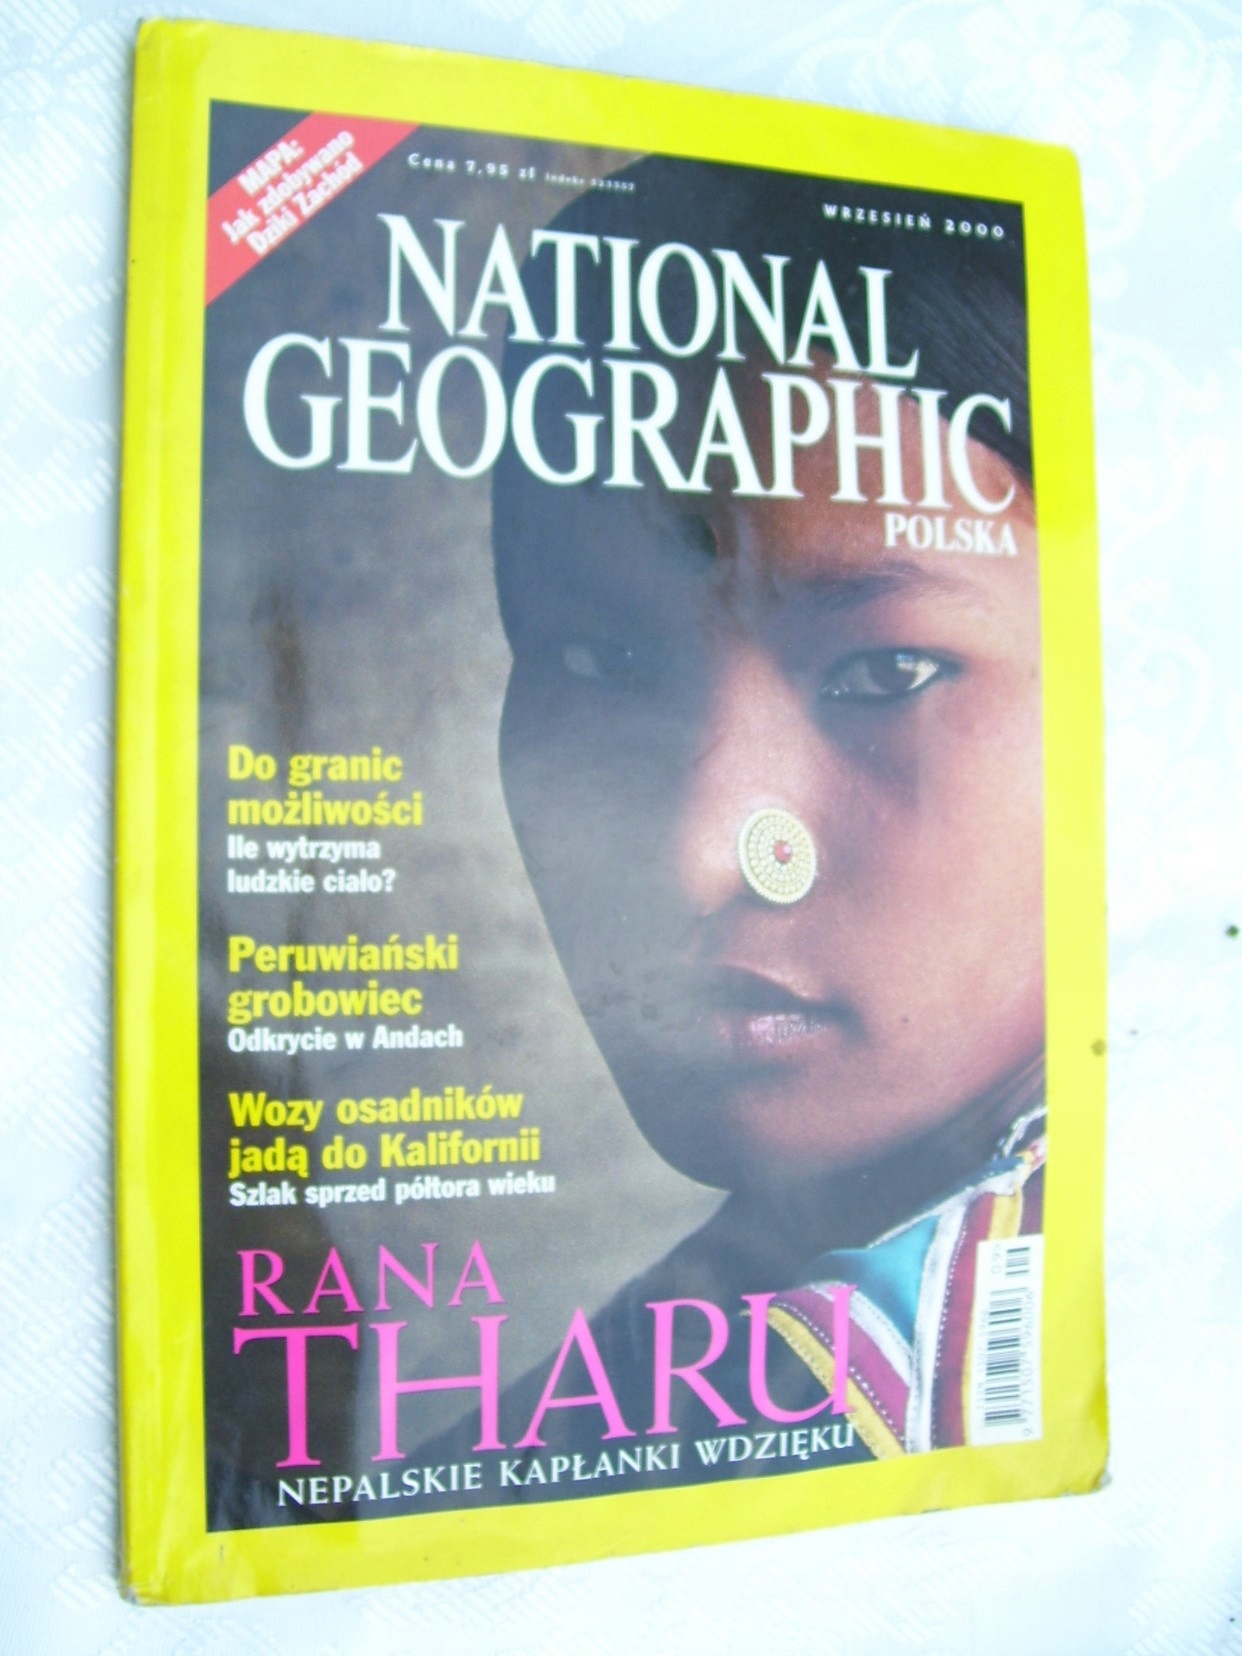 MAPA:
Jak zdobywano
Dziki Zachód
Cena 7,95 zł Indeks
WRZESIEŃ 2000
NATIONAL
GEOGRAPHIC
POLSKA
Do granic
możliwości
Ile wytrzyma
ludzkie ciało?
Peruwiański
grobowiec
Odkrycie w Andach
Wozy osadników
jadą do Kalifornii
Szlak sprzed półtora wieku
RANA
THARU
NEPALSKIE KAPŁANKI WDZIĘKU
09>